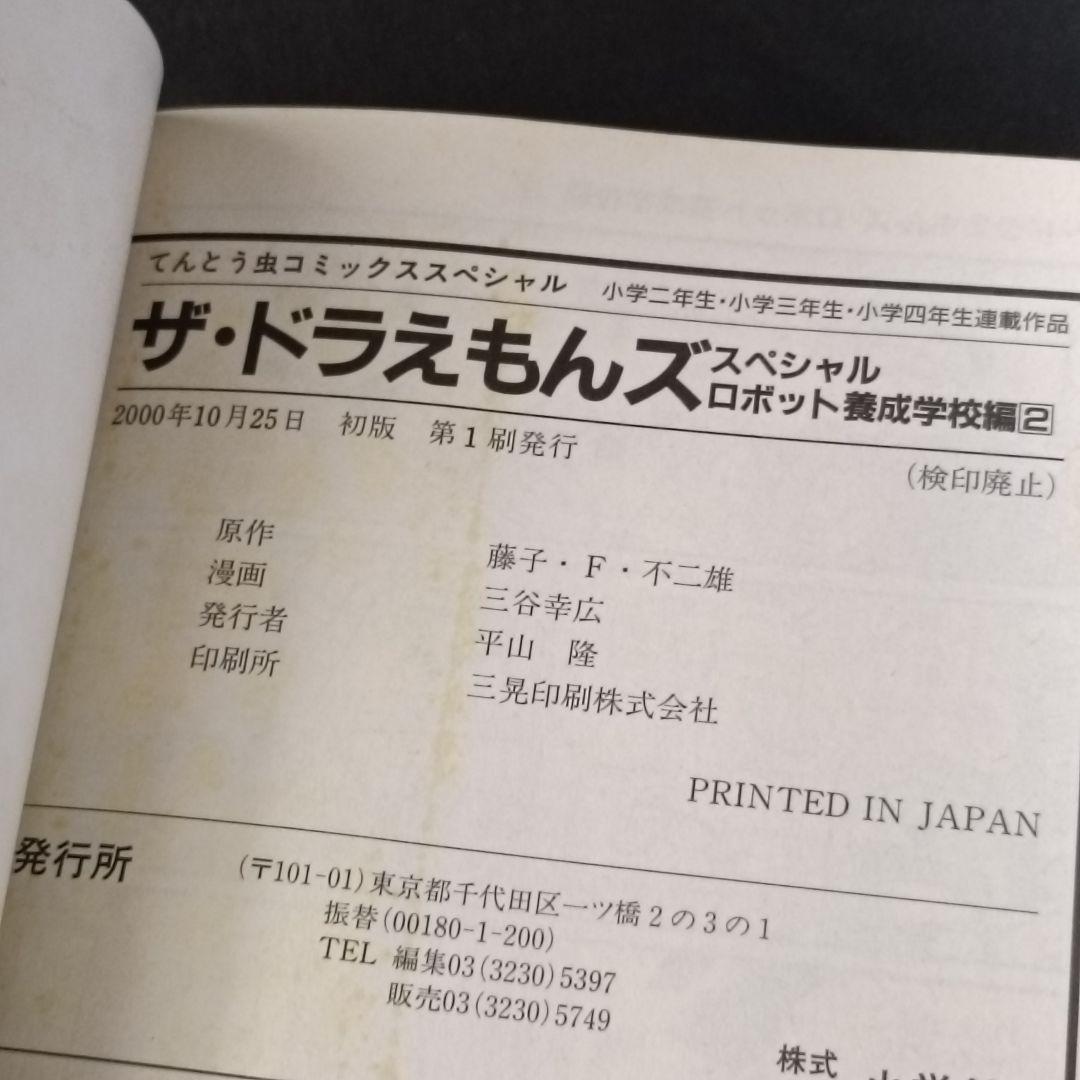 てんとう虫コミックススペシャル 小学二年生・小学三年生・小学四年生連載作品
ザ・ドラえもんズ スペシャル
ロボット養成学校編2
2000年10月25日 初版 第1刷発行
(検印廃止)
原作 藤子・F・不二雄
漫画 三谷幸広
発行者 平山 隆
印刷所 三晃印刷株式会社
PRINTED IN JAPAN
発行所 (〒101-01)東京都千代田区一ツ橋2の3の1
振替(00180-1-200)
TEL 編集03(3230)5397
販売03(3230)5749
株式